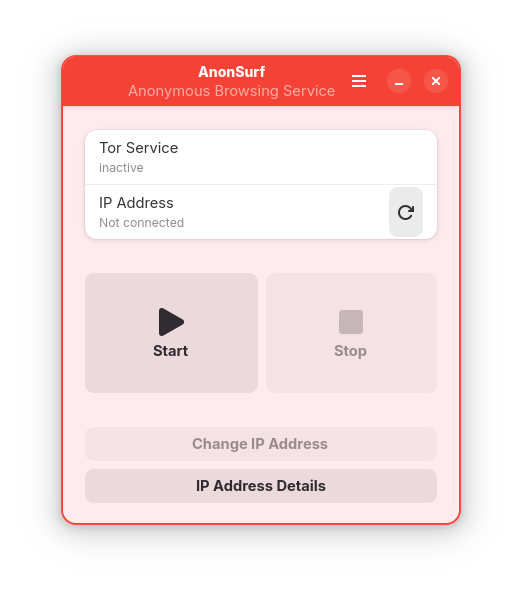 AnonSurf
Anonymous Browsing Service
Tor Service
inactive
IP Address
Not connected
Start
Stop
Change IP Address
IP Address Details